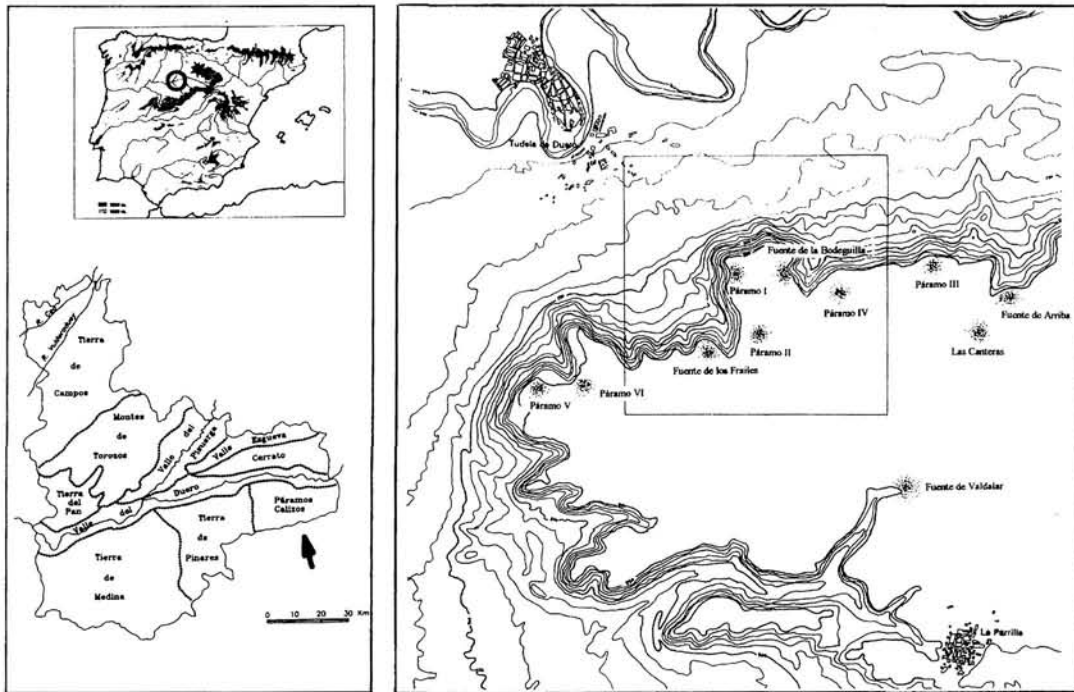 Tierra
de
Campos
Montes
de
Torozos
Valle
del
Pisuerga
Valle
Esgueva
Cerrato
Tierra
del
Pan
Valle
del
Duero
Páramos
Calizos
Tierra
de
Pinares
Tierra
de
Medina
0 10 20 30 Km
Tudela de Duero
Fuente de la Bodeguilla
Páramo I
Páramo III
Páramo IV
Fuente de Arriba
Páramo II
Las Canteras
Fuente de los Frailes
Páramo V
Páramo VI
Fuente de Valdalar
La Parrilla